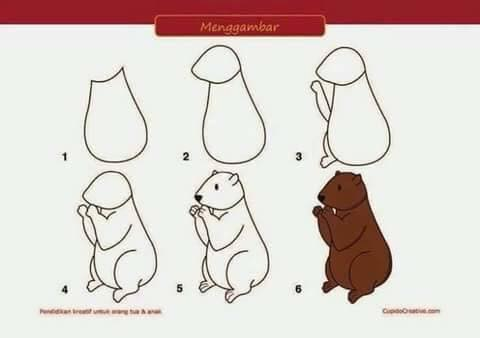 Menggambar
1
2
3
4
5
6
Pendidikan kreatif untuk orang tua & anak
CupidoCreative.com